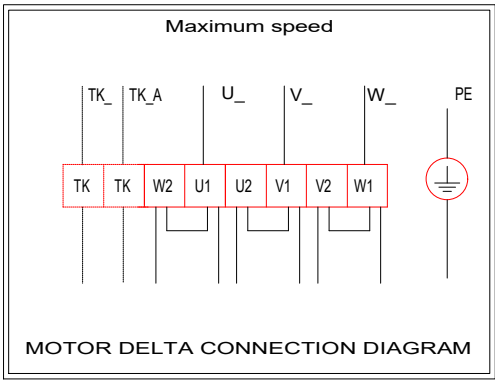 Maximum speed
TK_ TK_A U_ V_ W_ PE
TK TK W2 U1 U2 V1 V2 W1
MOTOR DELTA CONNECTION DIAGRAM